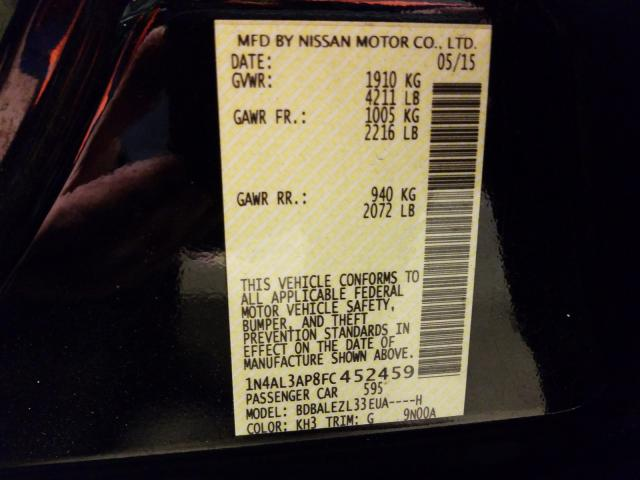 MFD BY NISSAN MOTOR CO., LTD.
DATE: 05/15
GVWR: 1910 KG
4211 LB
GAWR FR.: 1005 KG
2216 LB
GAWR RR.: 940 KG
2072 LB
THIS VEHICLE CONFORMS TO
ALL APPLICABLE FEDERAL
MOTOR VEHICLE SAFETY,
BUMPER, AND THEFT
PREVENTION STANDARDS IN
EFFECT ON THE DATE OF
MANUFACTURE SHOWN ABOVE.
1N4AL3AP8FC452459
PASSENGER CAR 595
MODEL: BDBALEZL33EUA----H
COLOR: KH3 TRIM: G 9N00A